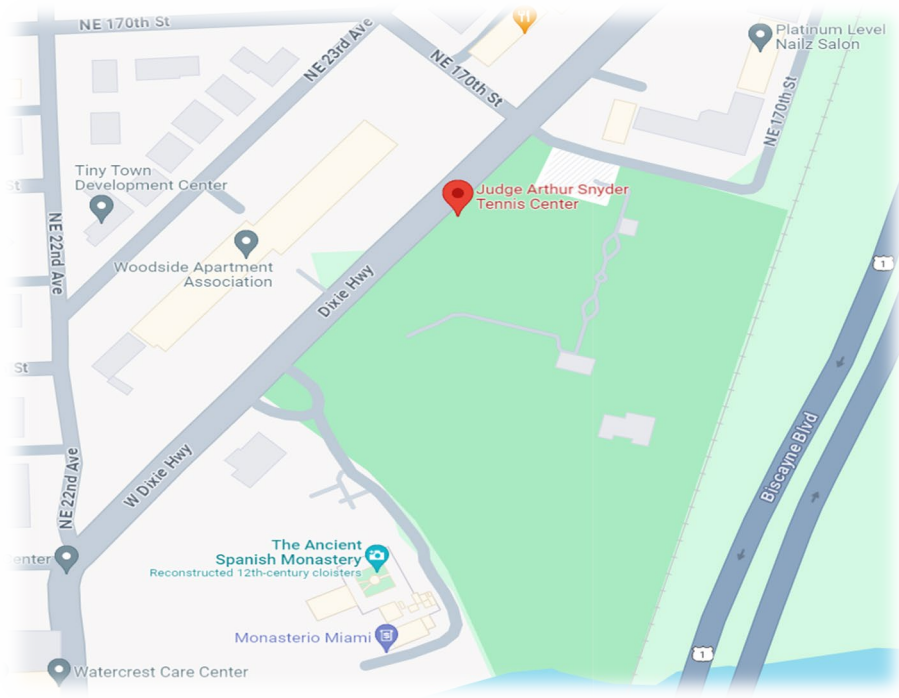 NE 170th St
NE 23rd Ave
NE 170th St
Platinum Level
Nailz Salon
NE 170th St
Tiny Town
Development Center
St
Judge Arthur Snyder
Tennis Center
NE 22nd Ave
Woodside Apartment
Association
Dixie Hwy
1
St
Biscayne Blvd
W Dixie Hwy
NE 22nd Ave
The Ancient
Spanish Monastery
Reconstructed 12th-century cloisters
enter
Monasterio Miami
1
Watercrest Care Center